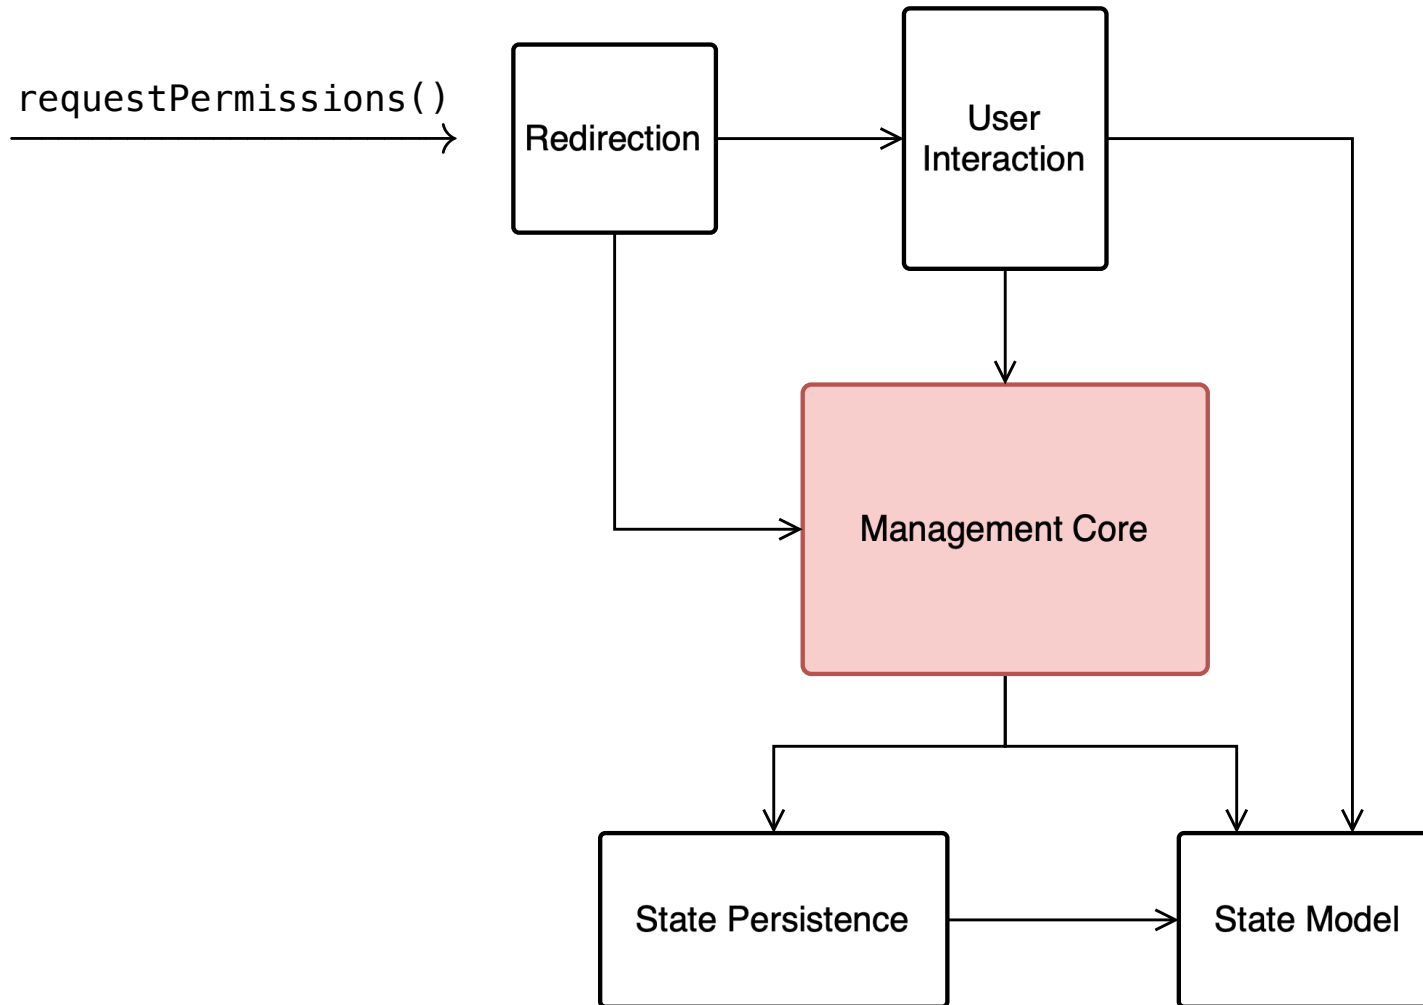 requestPermissions()
Redirection
User
Interaction
Management Core
State Persistence
State Model